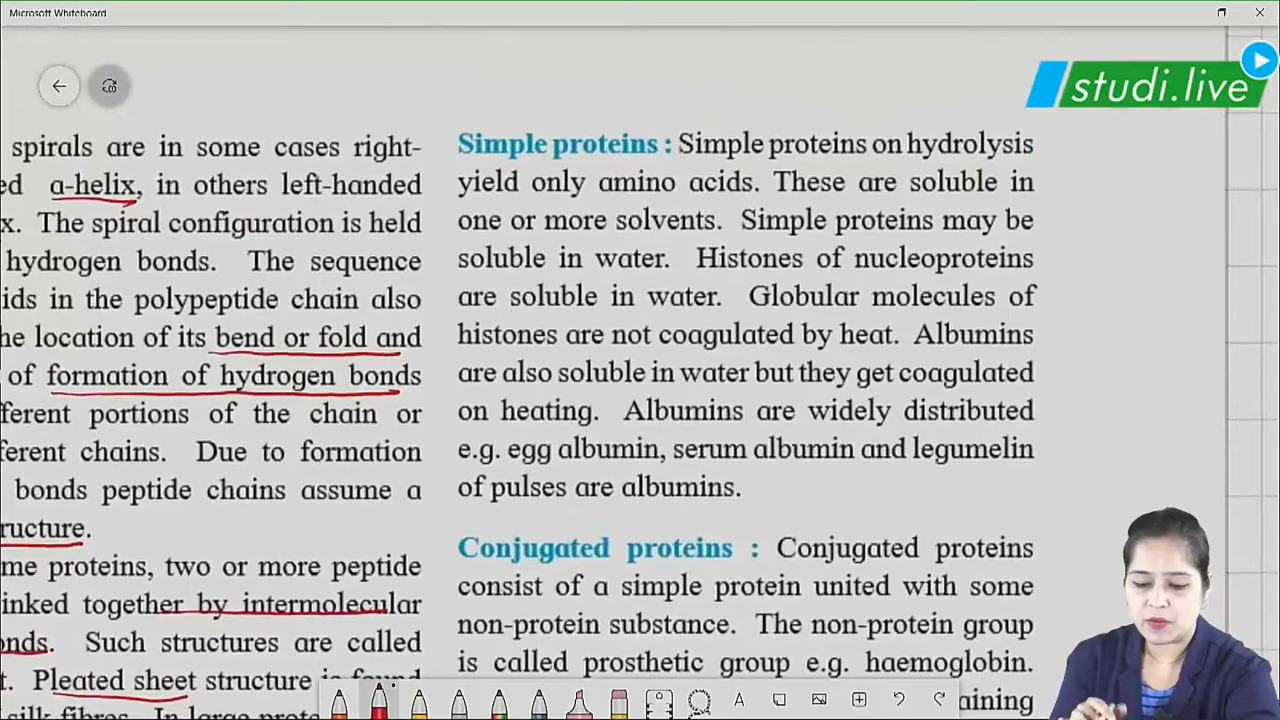 Microsoft Whiteboard
studi.live
spirals are in some cases right-
ed α-helix, in others left-handed
x. The spiral configuration is held
hydrogen bonds. The sequence
ids in the polypeptide chain also
he location of its bend or fold and
of formation of hydrogen bonds
ferent portions of the chain or
ferent chains. Due to formation
bonds peptide chains assume a
ructure.
me proteins, two or more peptide
inked together by intermolecular
onds. Such structures are called
t. Pleated sheet structure is found
silk fibres. In large prote
Simple proteins : Simple proteins on hydrolysis
yield only amino acids. These are soluble in
one or more solvents. Simple proteins may be
soluble in water. Histones of nucleoproteins
are soluble in water. Globular molecules of
histones are not coagulated by heat. Albumins
are also soluble in water but they get coagulated
on heating. Albumins are widely distributed
e.g. egg albumin, serum albumin and legumelin
of pulses are albumins.
Conjugated proteins : Conjugated proteins
consist of a simple protein united with some
non-protein substance. The non-protein group
is called prosthetic group e.g. haemoglobin.
aining